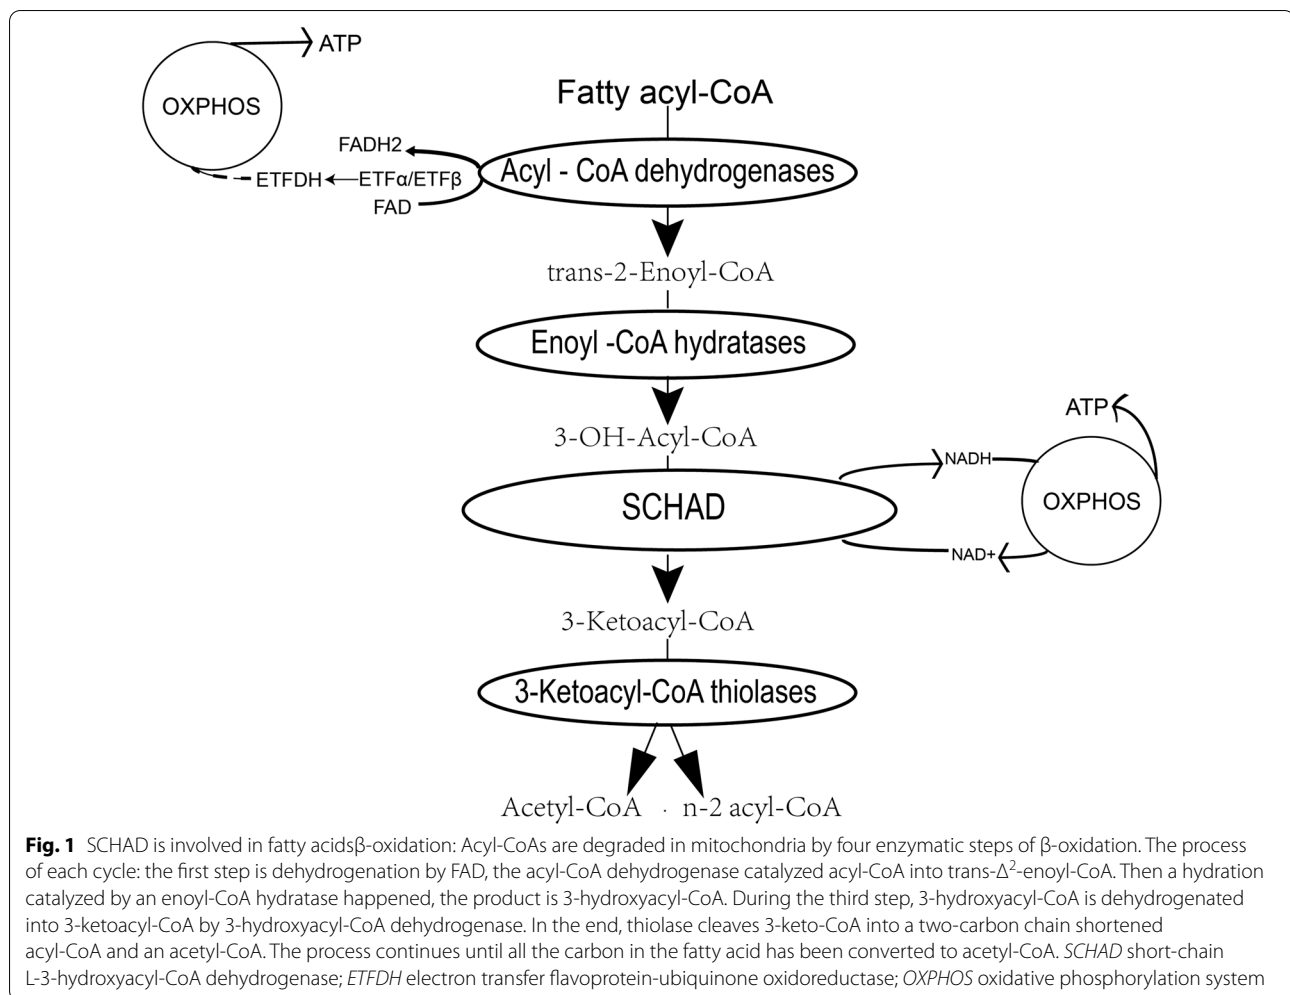 ATP
OXPHOS
Fatty acyl-CoA
FADH2
Acyl - CoA dehydrogenases
ETFDH
ETFα/ETFβ
FAD
trans-2-Enoyl-CoA
Enoyl -CoA hydratases
ATP
3-OH-Acyl-CoA
NADH
SCHAD
OXPHOS
NAD+
3-Ketoacyl-CoA
3-Ketoacyl-CoA thiolases
Acetyl-CoA · n-2 acyl-CoA
Fig. 1 SCHAD is involved in fatty acidsβ-oxidation: Acyl-CoAs are degraded in mitochondria by four enzymatic steps of β-oxidation. The process
of each cycle: the first step is dehydrogenation by FAD, the acyl-CoA dehydrogenase catalyzed acyl-CoA into trans-Δ²-enoyl-CoA. Then a hydration
catalyzed by an enoyl-CoA hydratase happened, the product is 3-hydroxyacyl-CoA. During the third step, 3-hydroxyacyl-CoA is dehydrogenated
into 3-ketoacyl-CoA by 3-hydroxyacyl-CoA dehydrogenase. In the end, thiolase cleaves 3-keto-CoA into a two-carbon chain shortened
acyl-CoA and an acetyl-CoA. The process continues until all the carbon in the fatty acid has been converted to acetyl-CoA. SCHAD short-chain
L-3-hydroxyacyl-CoA dehydrogenase; ETFDH electron transfer flavoprotein-ubiquinone oxidoreductase; OXPHOS oxidative phosphorylation system